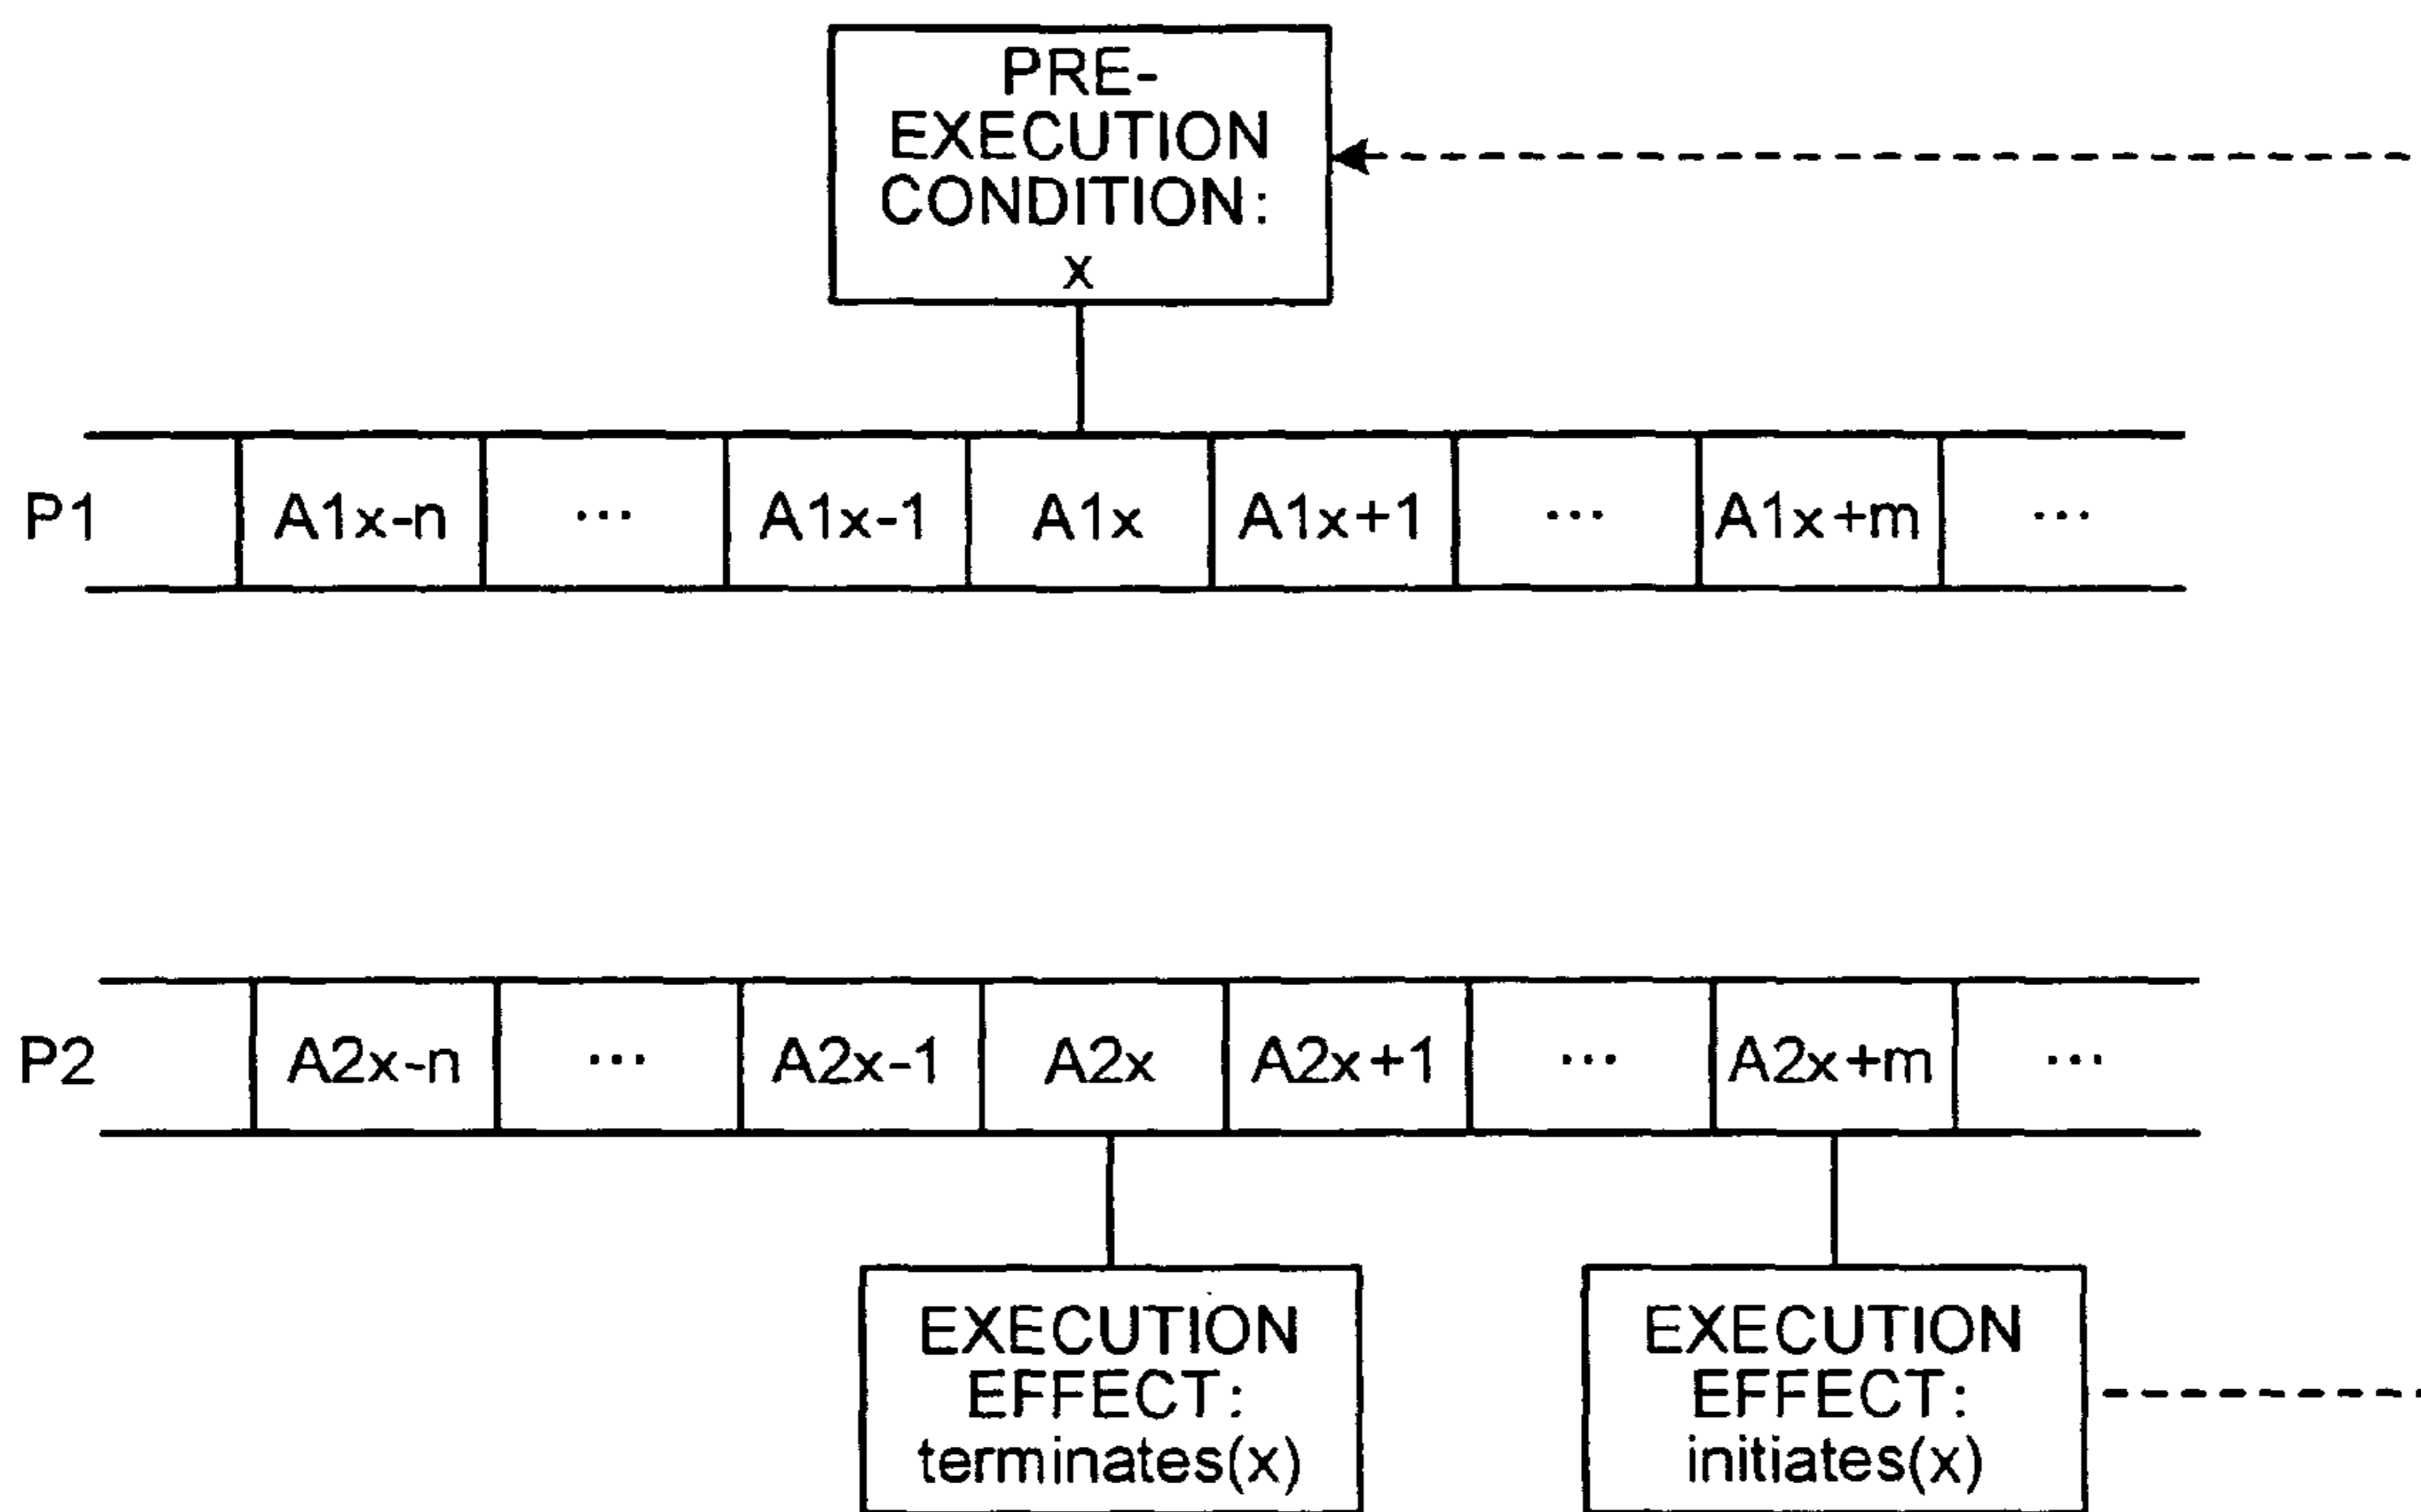 PRE-
EXECUTION
CONDITION:
x
P1 A1x-n ... A1x-1 A1x A1x+1 ... A1x+m ...
P2 A2x-n ... A2x-1 A2x A2x+1 ... A2x+m ...
EXECUTION
EFFECT:
terminates(x)
EXECUTION
EFFECT:
initiates(x)